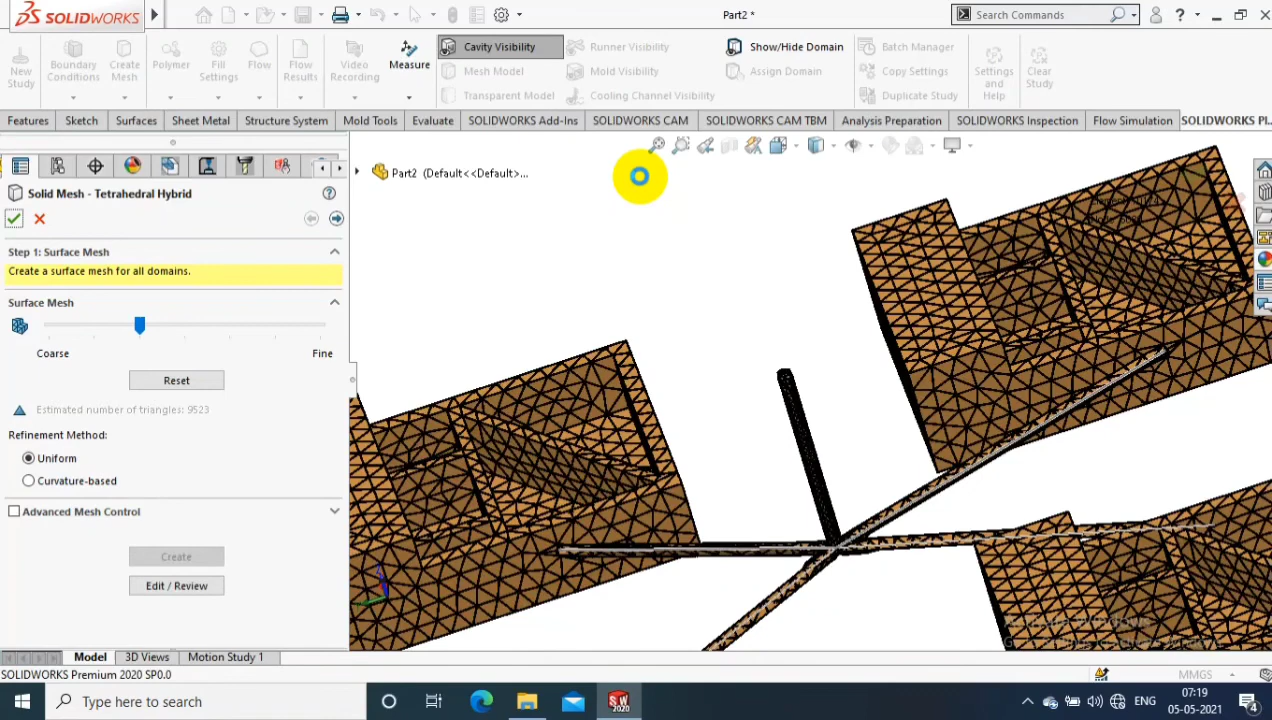 SOLIDWORKS
Part2 *
Search Commands
New Study
Boundary Conditions
Create Mesh
Polymer
Fill Settings
Flow
Flow Results
Video Recording
Measure
Cavity Visibility
Mesh Model
Transparent Model
Runner Visibility
Mold Visibility
Cooling Channel Visibility
Show/Hide Domain
Assign Domain
Batch Manager
Copy Settings
Duplicate Study
Settings and Help
Clear Study
Features
Sketch
Surfaces
Sheet Metal
Structure System
Mold Tools
Evaluate
SOLIDWORKS Add-Ins
SOLIDWORKS CAM
SOLIDWORKS CAM TBM
Analysis Preparation
SOLIDWORKS Inspection
Flow Simulation
SOLIDWORKS Pl...
Part2 (Default<<Default>...
Solid Mesh - Tetrahedral Hybrid
Step 1: Surface Mesh
Create a surface mesh for all domains.
Surface Mesh
Coarse
Fine
Reset
Estimated number of triangles: 9523
Refinement Method:
Uniform
Curvature-based
Advanced Mesh Control
Create
Edit / Review
Model
3D Views
Motion Study 1
SOLIDWORKS Premium 2020 SP0.0
MMGS
Type here to search
SW
2020
ENG
07:19
05-05-2021
4